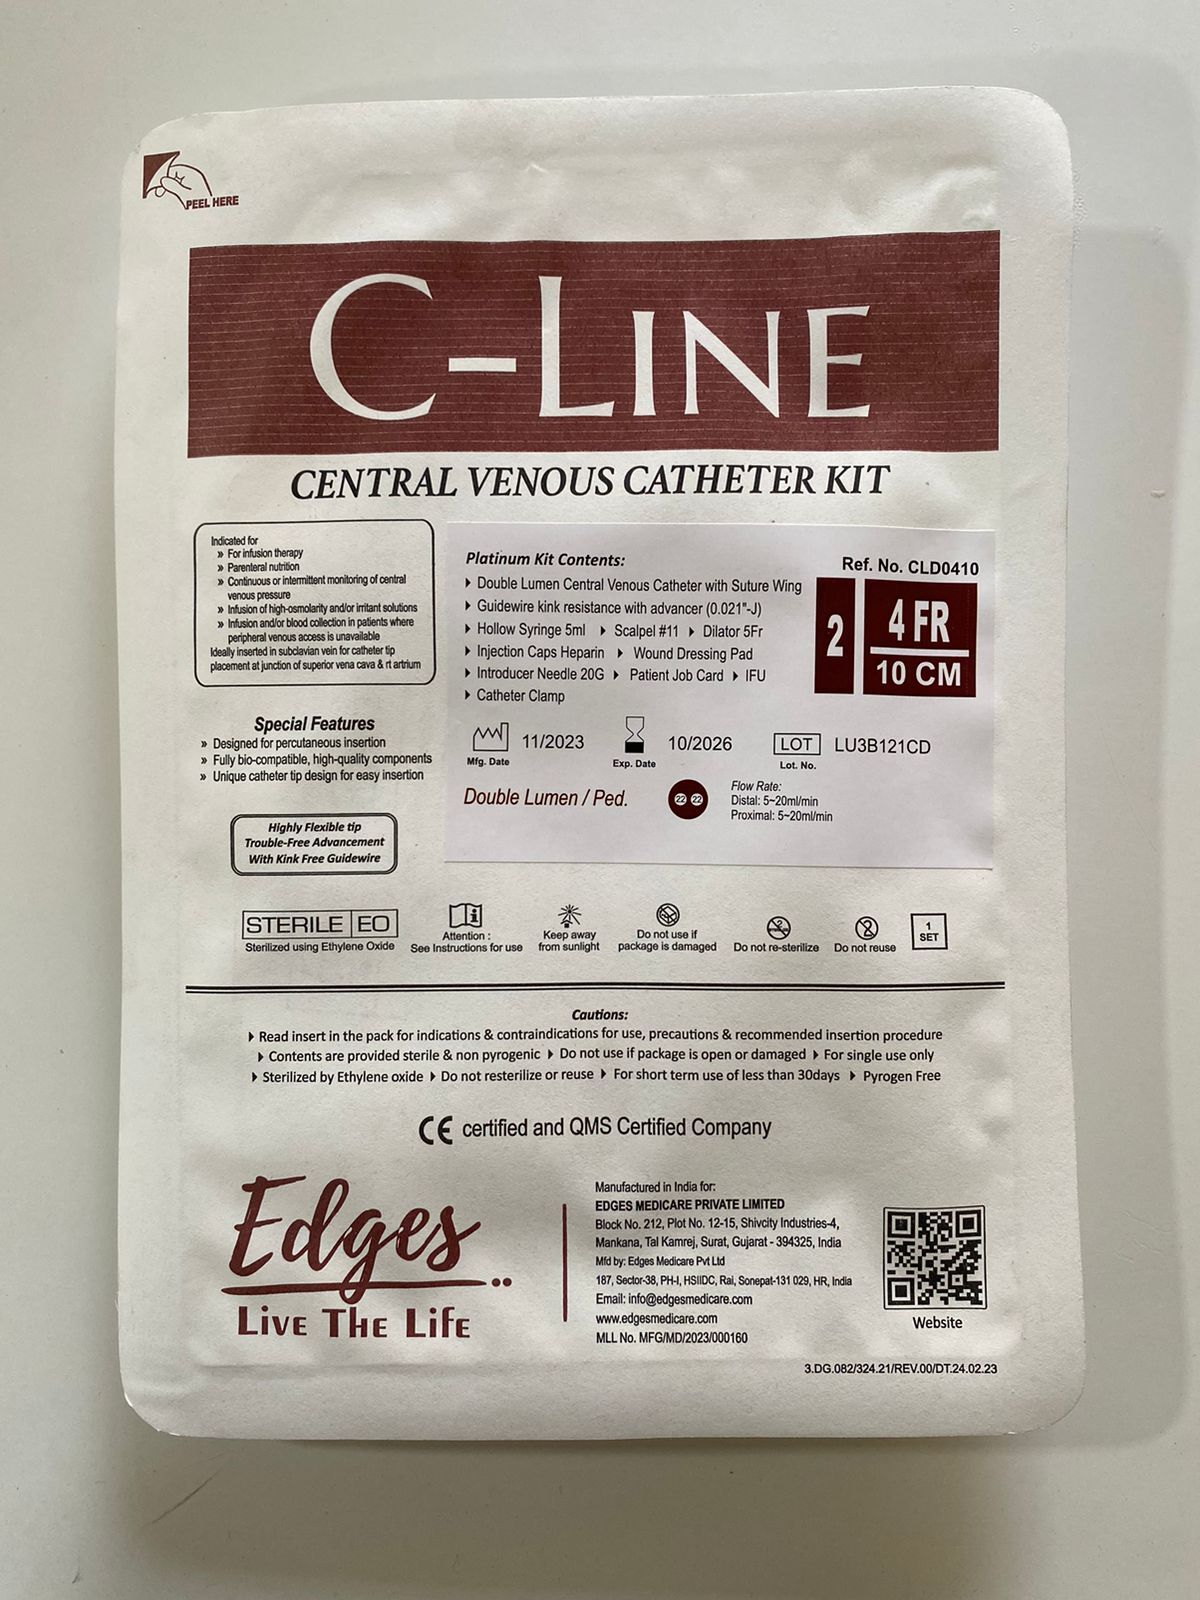 PEEL HERE
C-LINE
CENTRAL VENOUS CATHETER KIT
Indicated for
» For infusion therapy
» Parenteral nutrition
» Continuous or intermittent monitoring of central
venous pressure
» Infusion of high-osmolarity and/or irritant solutions
» Infusion and/or blood collection in patients where
peripheral venous access is unavailable
Ideally inserted in subclavian vein for catheter tip
placement at junction of superior vena cava & rt artrium
Special Features
» Designed for percutaneous insertion
» Fully bio-compatible, high-quality components
» Unique catheter tip design for easy insertion
Highly Flexible tip
Trouble-Free Advancement
With Kink Free Guidewire
Platinum Kit Contents:
Double Lumen Central Venous Catheter with Suture Wing
Guidewire kink resistance with advancer (0.021"-J)
Hollow Syringe 5ml Scalpel #11 Dilator 5Fr
Injection Caps Heparin Wound Dressing Pad
Introducer Needle 20G Patient Job Card IFU
Catheter Clamp
Ref. No. CLD0410
2
4 FR
10 CM
11/2023 10/2026 LOT LU3B121CD
Mfg. Date Exp. Date Lot. No.
Double Lumen / Ped.
22 22
Flow Rate:
Distal: 5~20ml/min
Proximal: 5~20ml/min
STERILE EO
Sterilized using Ethylene Oxide
Attention :
See Instructions for use
Keep away
from sunlight
Do not use if
package is damaged
2
Do not re-sterilize
2
Do not reuse
1
SET
Cautions:
Read insert in the pack for indications & contraindications for use, precautions & recommended insertion procedure
Contents are provided sterile & non pyrogenic Do not use if package is open or damaged For single use only
Sterilized by Ethylene oxide Do not resterilize or reuse For short term use of less than 30days Pyrogen Free
CE certified and QMS Certified Company
Edges
LIVE THE LIFE
Manufactured in India for:
EDGES MEDICARE PRIVATE LIMITED
Block No. 212, Plot No. 12-15, Shivcity Industries-4,
Mankana, Tal Kamrej, Surat, Gujarat - 394325, India
Mfd by: Edges Medicare Pvt Ltd
187, Sector-38, PH-I, HSIIDC, Rai, Sonepat-131 029, HR, India
Email: info@edgesmedicare.com
www.edgesmedicare.com
MLL No. MFG/MD/2023/000160
Website
3.DG.082/324.21/REV.00/DT.24.02.23